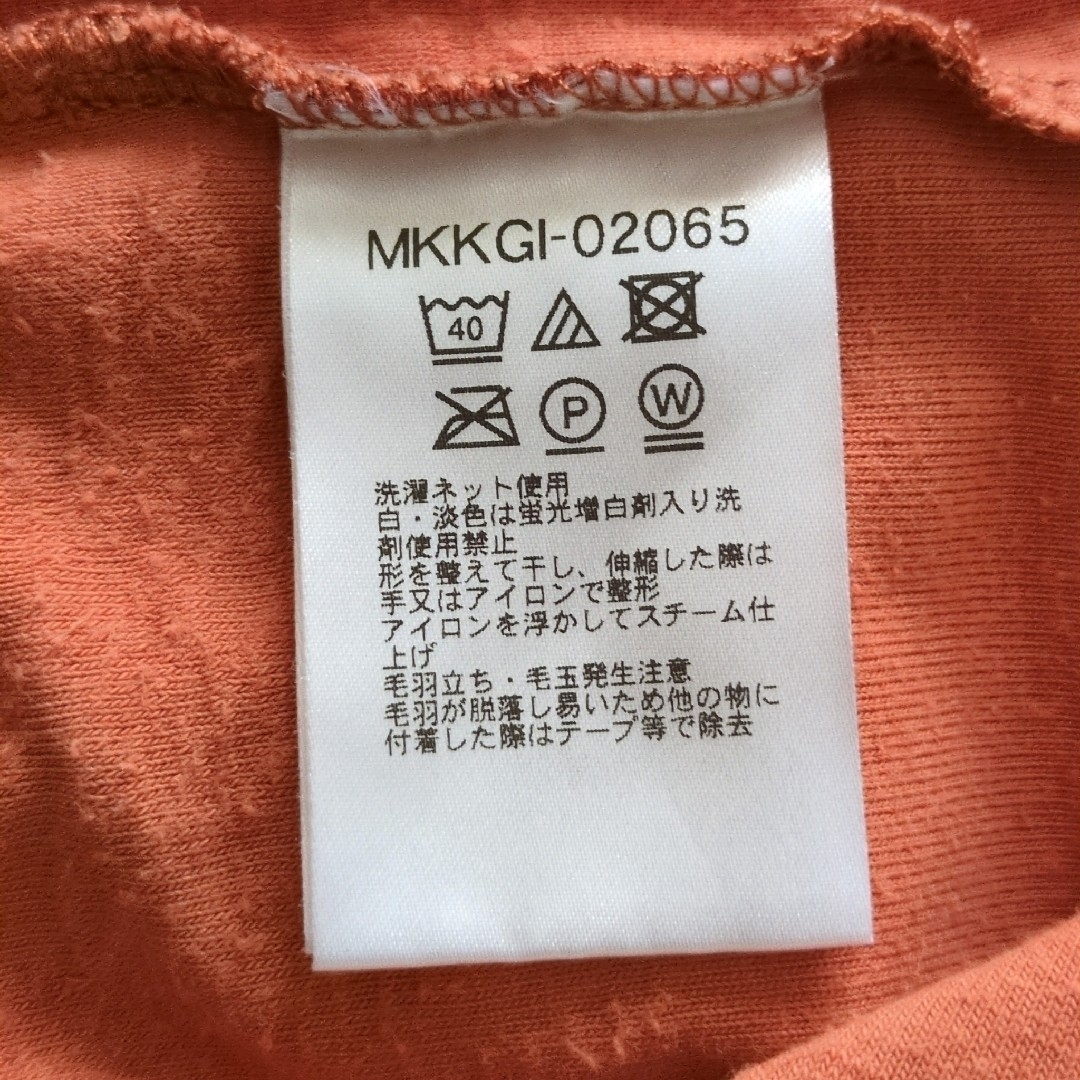 MKKGI-02065
40
P W
洗濯ネット使用
白・淡色は蛍光増白剤入り洗
剤使用禁止
形を整えて干し、伸縮した際は
手又はアイロンで整形
アイロンを浮かしてスチーム仕
上げ
毛羽立ち・毛玉発生注意
毛羽が脱落し易いため他の物に
付着した際はテープ等で除去